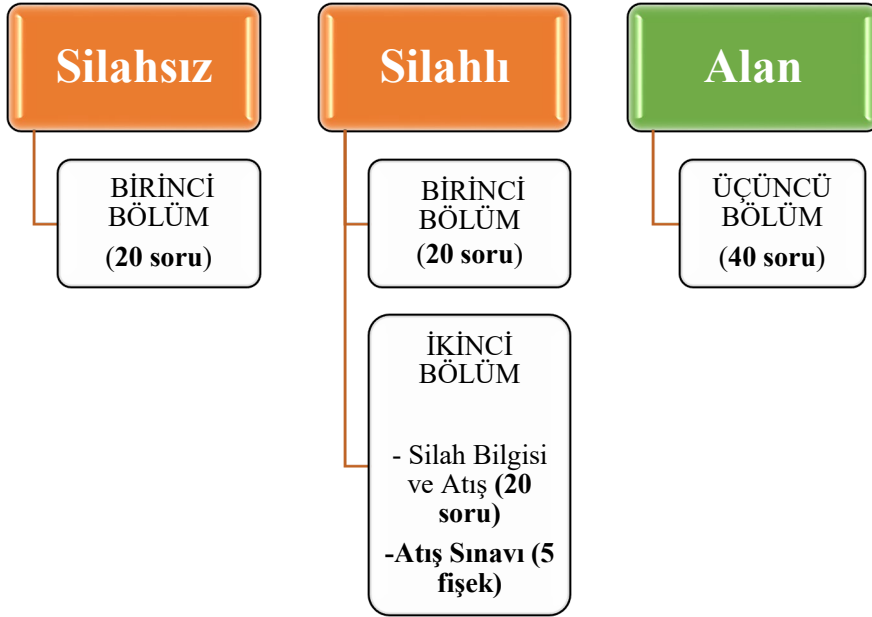 Silahsız
BİRİNCİ
BÖLÜM
(20 soru)
Silahlı
BİRİNCİ
BÖLÜM
(20 soru)
İKİNCİ
BÖLÜM
- Silah Bilgisi
ve Atış (20
soru)
-Atış Sınavı (5
fişek)
Alan
ÜÇÜNCÜ
BÖLÜM
(40 soru)